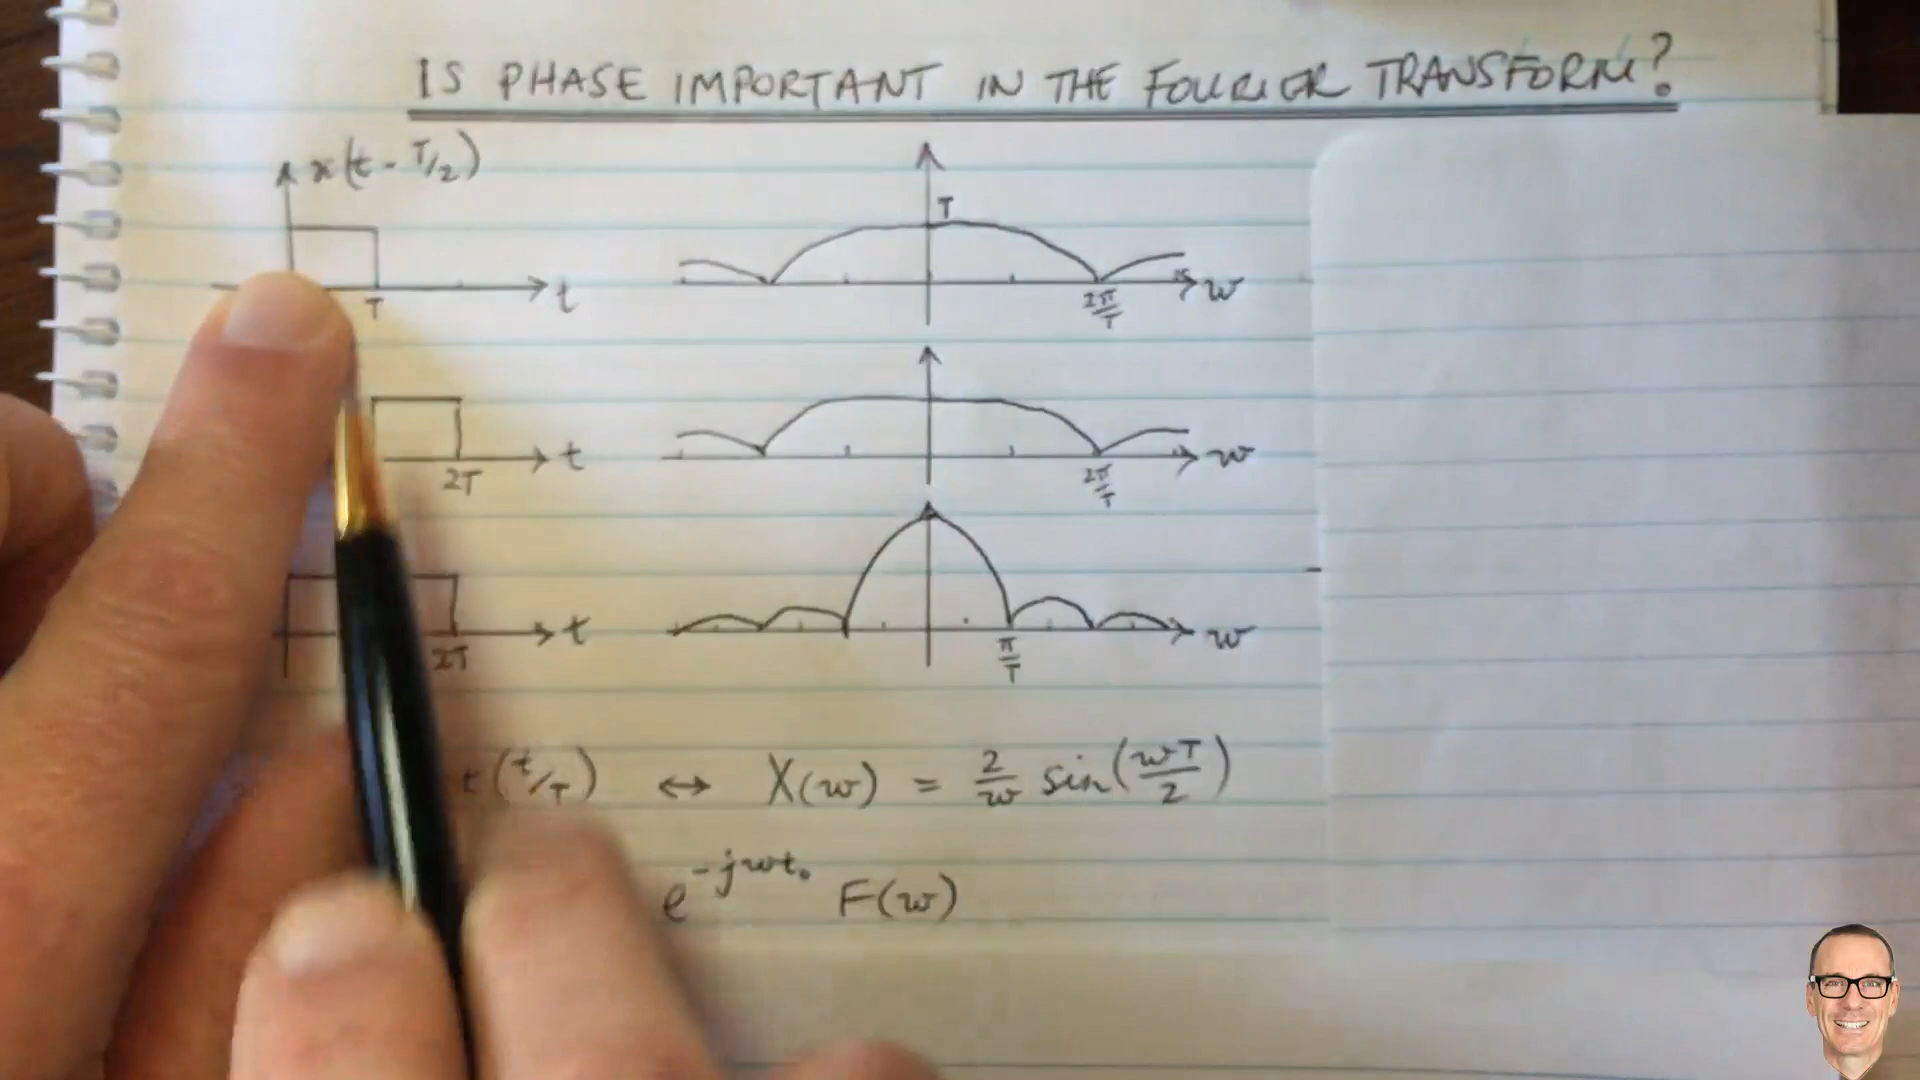 IS PHASE IMPORTANT IN THE FOURIER TRANSFORM?
x(t - T/2)
T
t
T
2π/T
w
2T
t
2π/T
w
2T
t
π/T
w
t(t/T) ↔ X(w) = 2/w sin(wT/2)
e^-jwt₀ F(w)